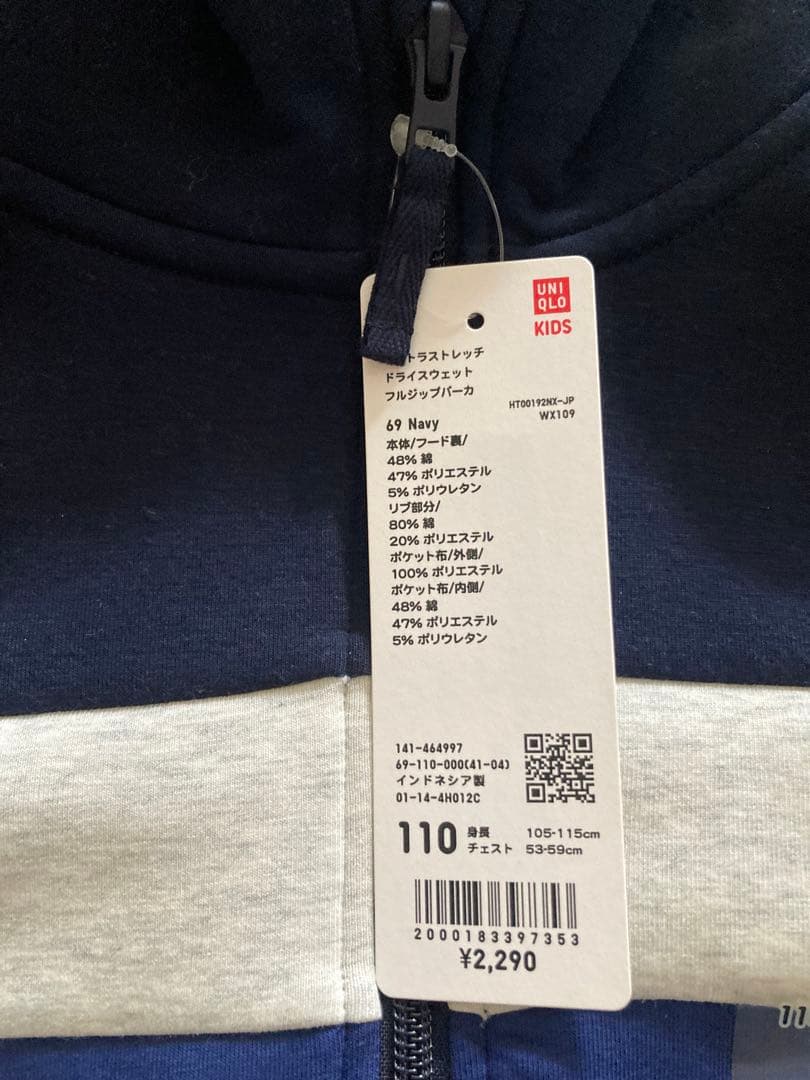 UNI
QLO
KIDS
トラストレッチ
ドライスウェット
フルジップパーカ
HT00192NX-JP
WX109
69 Navy
本体/フード裏/
48% 綿
47% ポリエステル
5% ポリウレタン
リブ部分/
80% 綿
20% ポリエステル
ポケット布/外側/
100% ポリエステル
ポケット布/内側/
48% 綿
47% ポリエステル
5% ポリウレタン
141-464997
69-110-000(41-04)
インドネシア製
01-14-4H012C
110 身長 105-115cm
チェスト 53-59cm
2000183397353
¥2,290